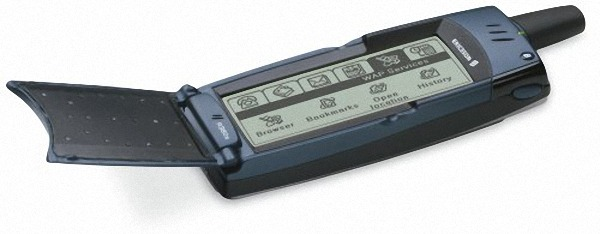 ERICSSON
WAP Services
Browser
Bookmarks
Open
location
History